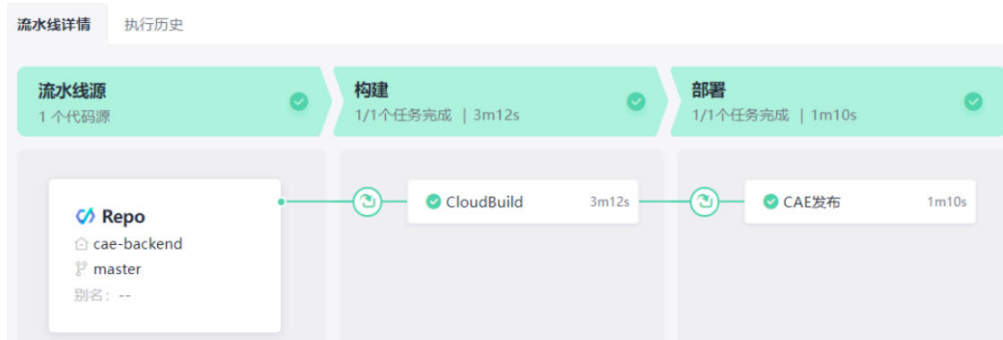 流水线详情 执行历史
流水线源
1 个代码源
构建
1/1个任务完成 | 3m12s
部署
1/1个任务完成 | 1m10s
Repo
cae-backend
master
别名： --
CloudBuild 3m12s
CAE发布 1m10s